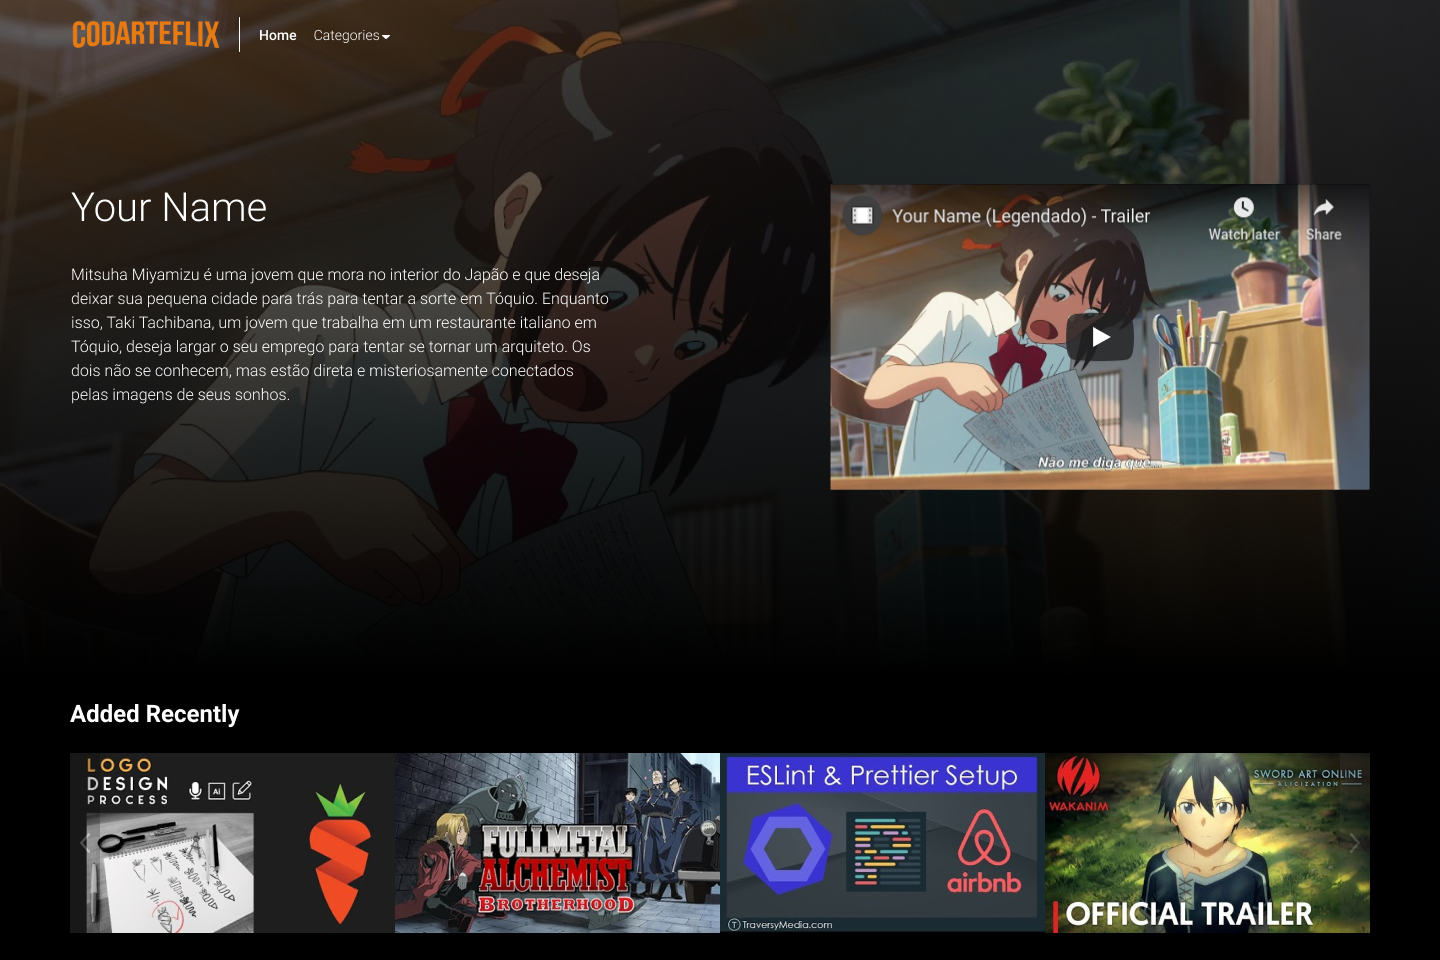 CODARTEFLIX
Home
Categories
Your Name
Mitsuha Miyamizu é uma jovem que mora no interior do Japão e que deseja
deixar sua pequena cidade para trás para tentar a sorte em Tóquio. Enquanto
isso, Taki Tachibana, um jovem que trabalha em um restaurante italiano em
Tóquio, deseja largar o seu emprego para tentar se tornar um arquiteto. Os
dois não se conhecem, mas estão direta e misteriosamente conectados
pelas imagens de seus sonhos.
Your Name (Legendado) - Trailer
Watch later
Share
Não me diga que...
Added Recently
LOGO
DESIGN
PROCESS
Ai
FULLMETAL
ALCHEMIST
BROTHERHOOD
ESLint & Prettier Setup
airbnb
TraversyMedia.com
WAKANIM
SWORD ART ONLINE
ALICIZATION
OFFICIAL TRAILER